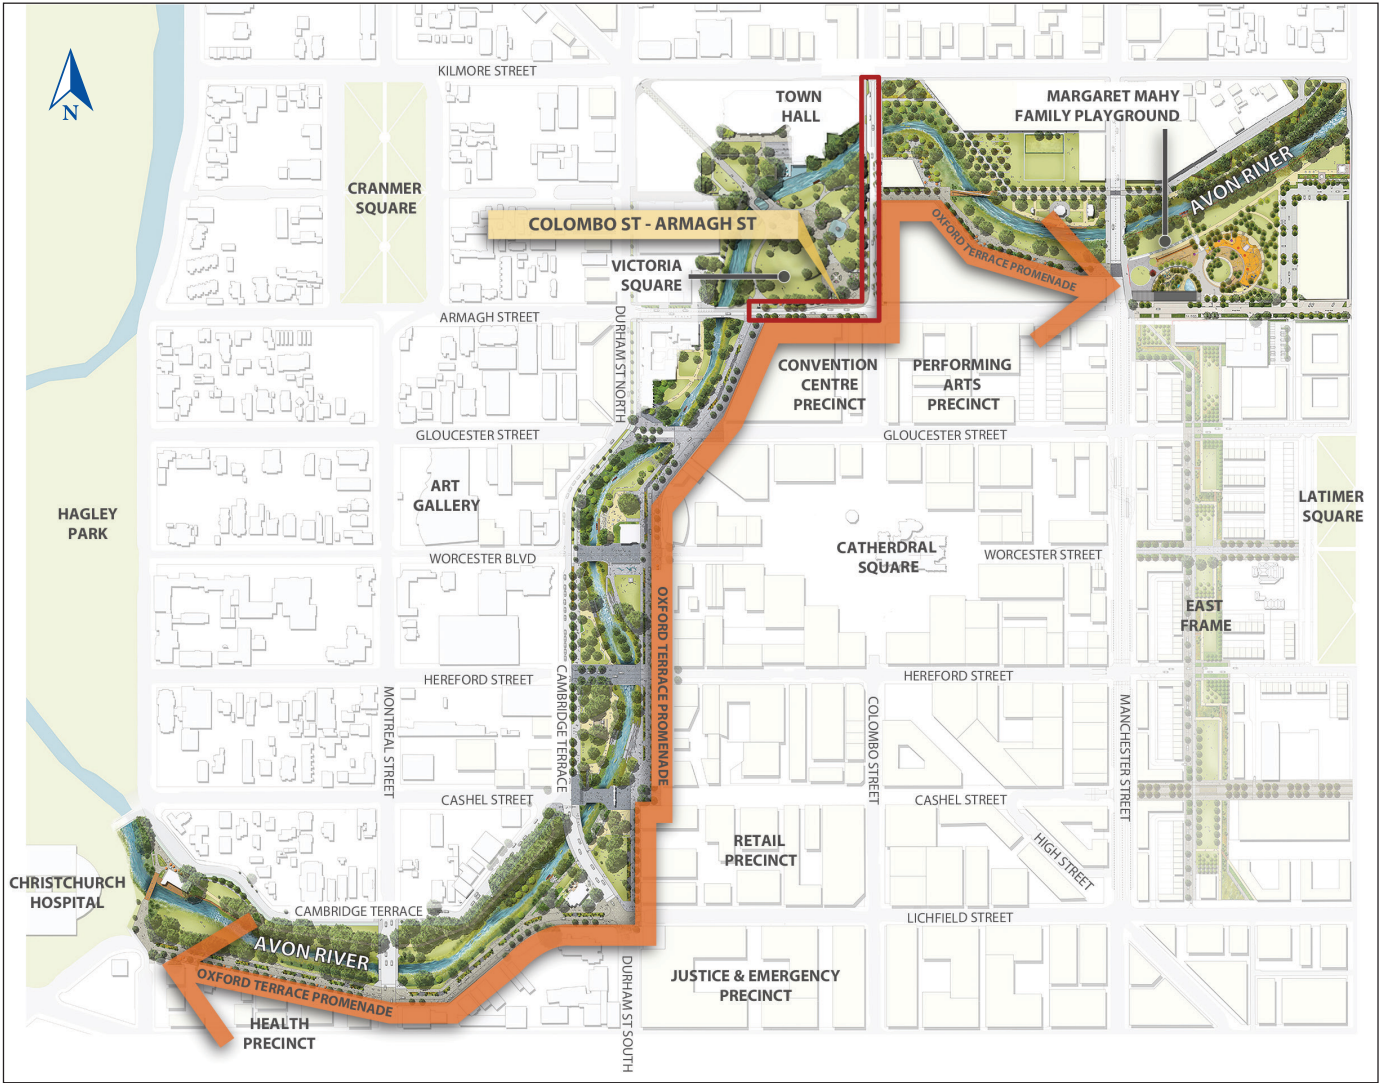 KILMORE STREET
N
TOWN
HALL
MARGARET MAHY
FAMILY PLAYGROUND
AVON RIVER
CRANMER
SQUARE
COLOMBO ST - ARMAGH ST
OXFORD TERRACE PROMENADE
VICTORIA
SQUARE
ARMAGH STREET
DURHAM ST NORTH
CONVENTION
CENTRE
PRECINCT
PERFORMING
ARTS
PRECINCT
GLOUCESTER STREET
GLOUCESTER STREET
ART
GALLERY
HAGLEY
PARK
LATIMER
SQUARE
CATHERDRAL
SQUARE
WORCESTER BLVD
WORCESTER STREET
EAST
FRAME
OXFORD TERRACE PROMENADE
HEREFORD STREET
HEREFORD STREET
CAMBRIDGE TERRACE
MONTREAL STREET
COLOMBO STREET
MANCHESTER STREET
CASHEL STREET
CASHEL STREET
HIGH STREET
RETAIL
PRECINCT
CHRISTCHURCH
HOSPITAL
CAMBRIDGE TERRACE
LICHFIELD STREET
AVON RIVER
OXFORD TERRACE PROMENADE
JUSTICE & EMERGENCY
PRECINCT
DURHAM ST SOUTH
HEALTH
PRECINCT